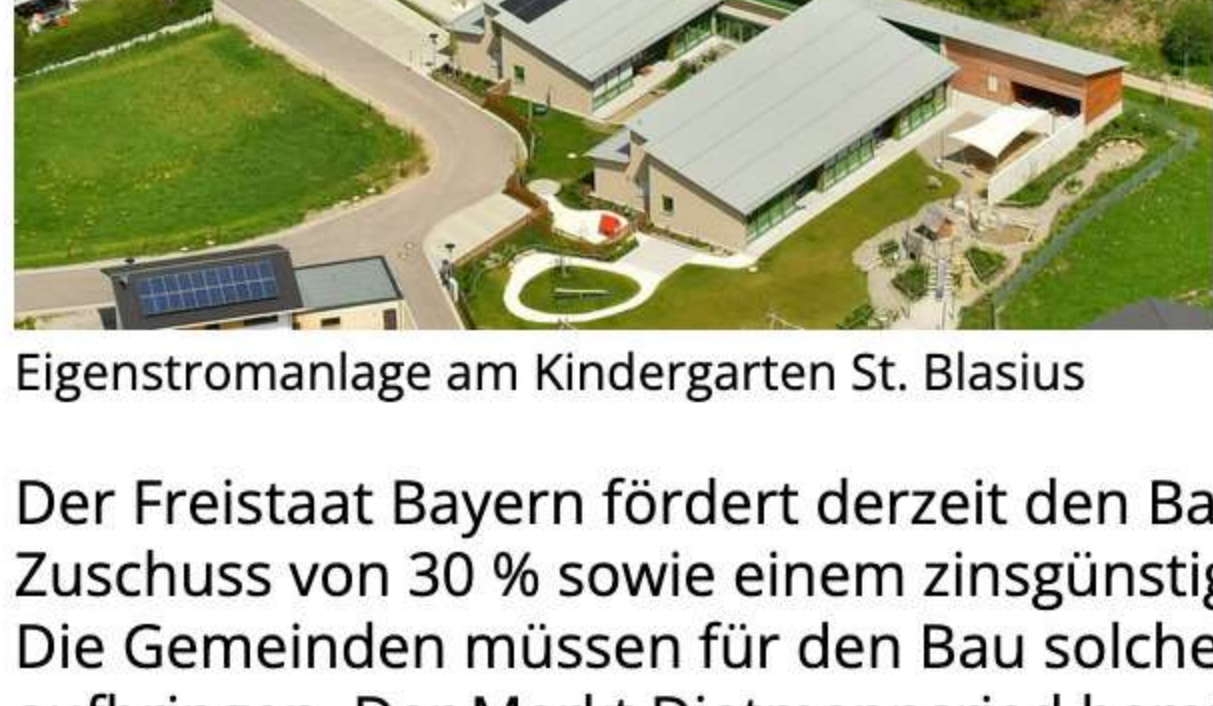 Eigenstromanlage am Kindergarten St. Blasius
Der Freistaat Bayern fördert derzeit den
Zuschuss von 30 % sowie einem
Die Gemeinden müssen für den Bau